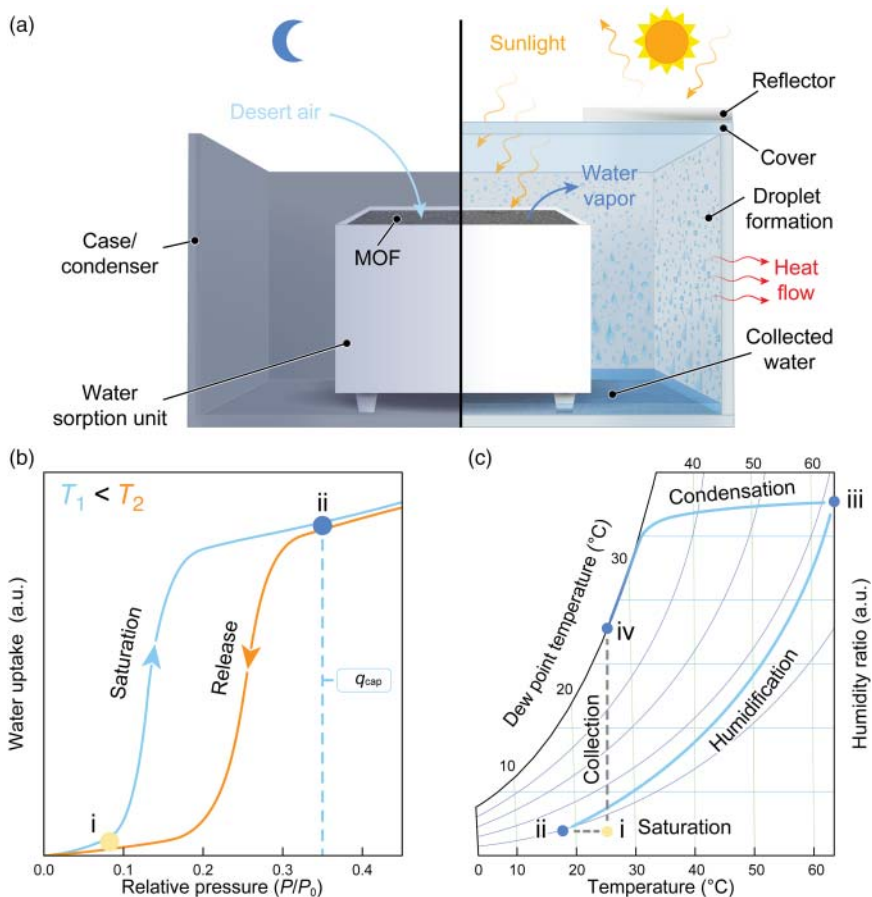 (a)
Sunlight
Reflector
Desert air
Cover
Water
vapor
Droplet
formation
Case/
condenser
MOF
Heat
flow
Collected
water
Water
sorption unit
(b)
T₁ < T₂
ii
Saturation
Release
q_cap
i
Water uptake (a.u.)
0.0 0.1 0.2 0.3 0.4
Relative pressure (P/P₀)
(c)
40 50 60
Condensation
iii
30
Dew point temperature (°C)
iv
20
Collection
Humidification
10
ii i Saturation
Humidity ratio (a.u.)
0 10 20 30 40 50 60
Temperature (°C)